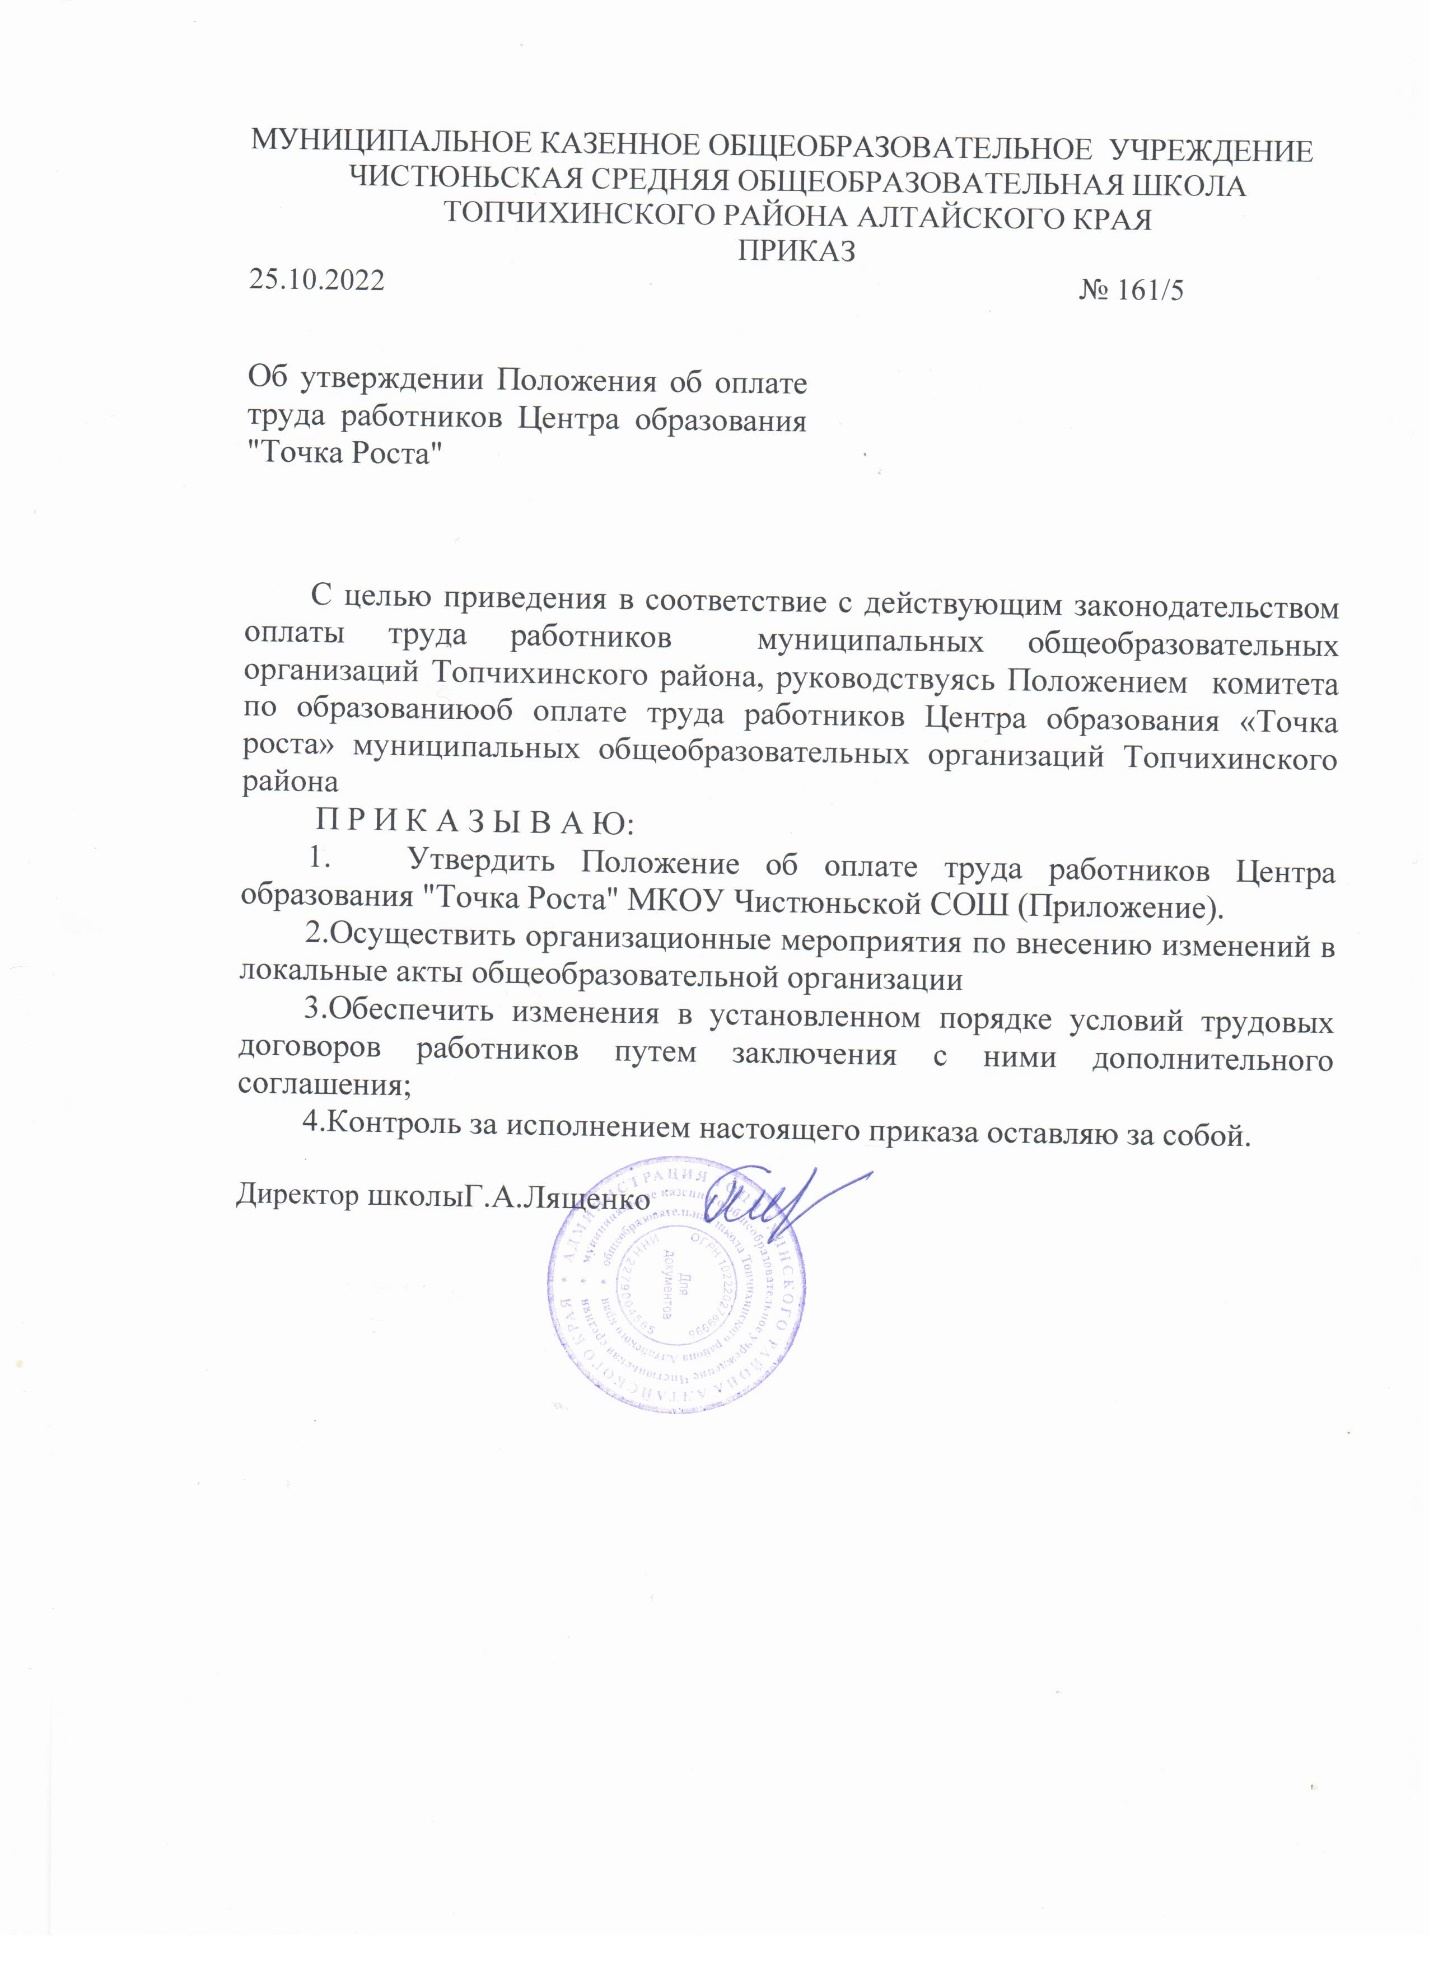 МУНИЦИПАЛЬНОЕ КАЗЕННОЕ ОБЩЕОБРАЗОВАТЕЛЬНОЕ УЧРЕЖДЕНИЕ
ЧИСТЮНЬСКАЯ СРЕДНЯЯ ОБЩЕОБРАЗОВАТЕЛЬНАЯ ШКОЛА
ТОПЧИХИНСКОГО РАЙОНА АЛТАЙСКОГО КРАЯ
ПРИКАЗ
25.10.2022 № 161/5
Об утверждении Положения об оплате
труда работников Центра образования
"Точка Роста"
С целью приведения в соответствие с действующим законодательством
оплаты труда работников муниципальных общеобразовательных
организаций Топчихинского района, руководствуясь Положением комитета
по образованиюоб оплате труда работников Центра образования «Точка
роста» муниципальных общеобразовательных организаций Топчихинского
района
П Р И К А З Ы В А Ю:
1. Утвердить Положение об оплате труда работников Центра
образования "Точка Роста" МКОУ Чистюньской СОШ (Приложение).
2.Осуществить организационные мероприятия по внесению изменений в
локальные акты общеобразовательной организации
3.Обеспечить изменения в установленном порядке условий трудовых
договоров работников путем заключения с ними дополнительного
соглашения;
4.Контроль за исполнением настоящего приказа оставляю за собой.
Директор школыГ.А.Лященко
Для
документов